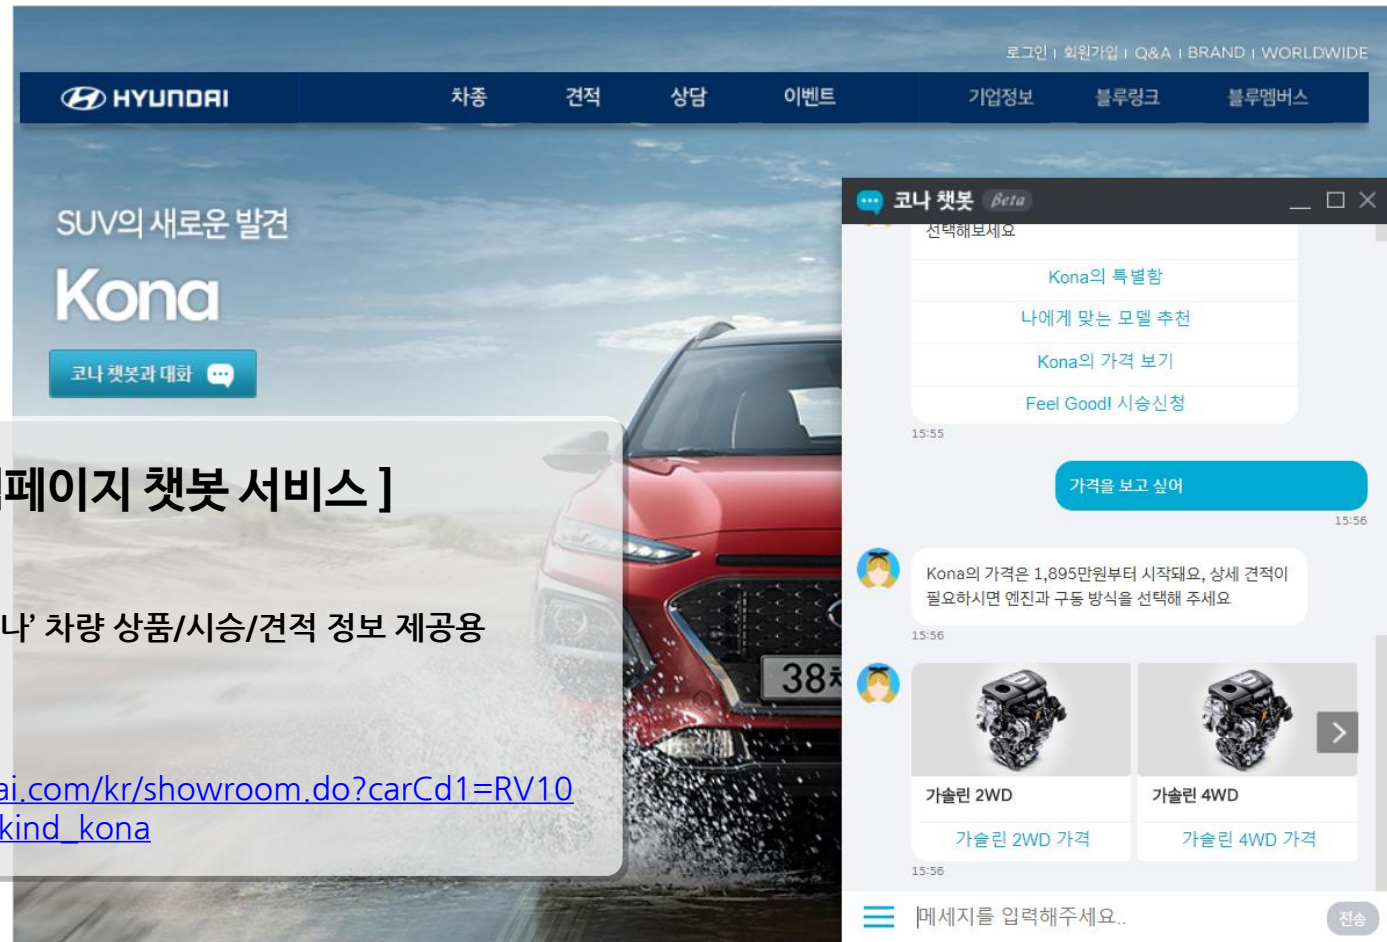 로그인 | 회원가입 | Q&A | BRAND | WORLDWIDE
HYUNDAI 차종 견적 상담 이벤트 기업정보 블루링크 블루멤버스
SUV의 새로운 발견
Kona
코나 챗봇과 대화
페이지 챗봇 서비스 ]
나’ 차량 상품/시승/견적 정보 제공용
ai.com/kr/showroom.do?carCd1=RV10
kind_kona
38
코나 챗봇 Beta
선택해보세요
Kona의 특별함
나에게 맞는 모델 추천
Kona의 가격 보기
Feel Good! 시승신청
15:55
가격을 보고 싶어
15:56
Kona의 가격은 1,895만원부터 시작돼요, 상세 견적이
필요하시면 엔진과 구동 방식을 선택해 주세요
15:56
가솔린 2WD 가솔린 4WD
가솔린 2WD 가격 가솔린 4WD 가격
15:56
메세지를 입력해주세요.. 전송